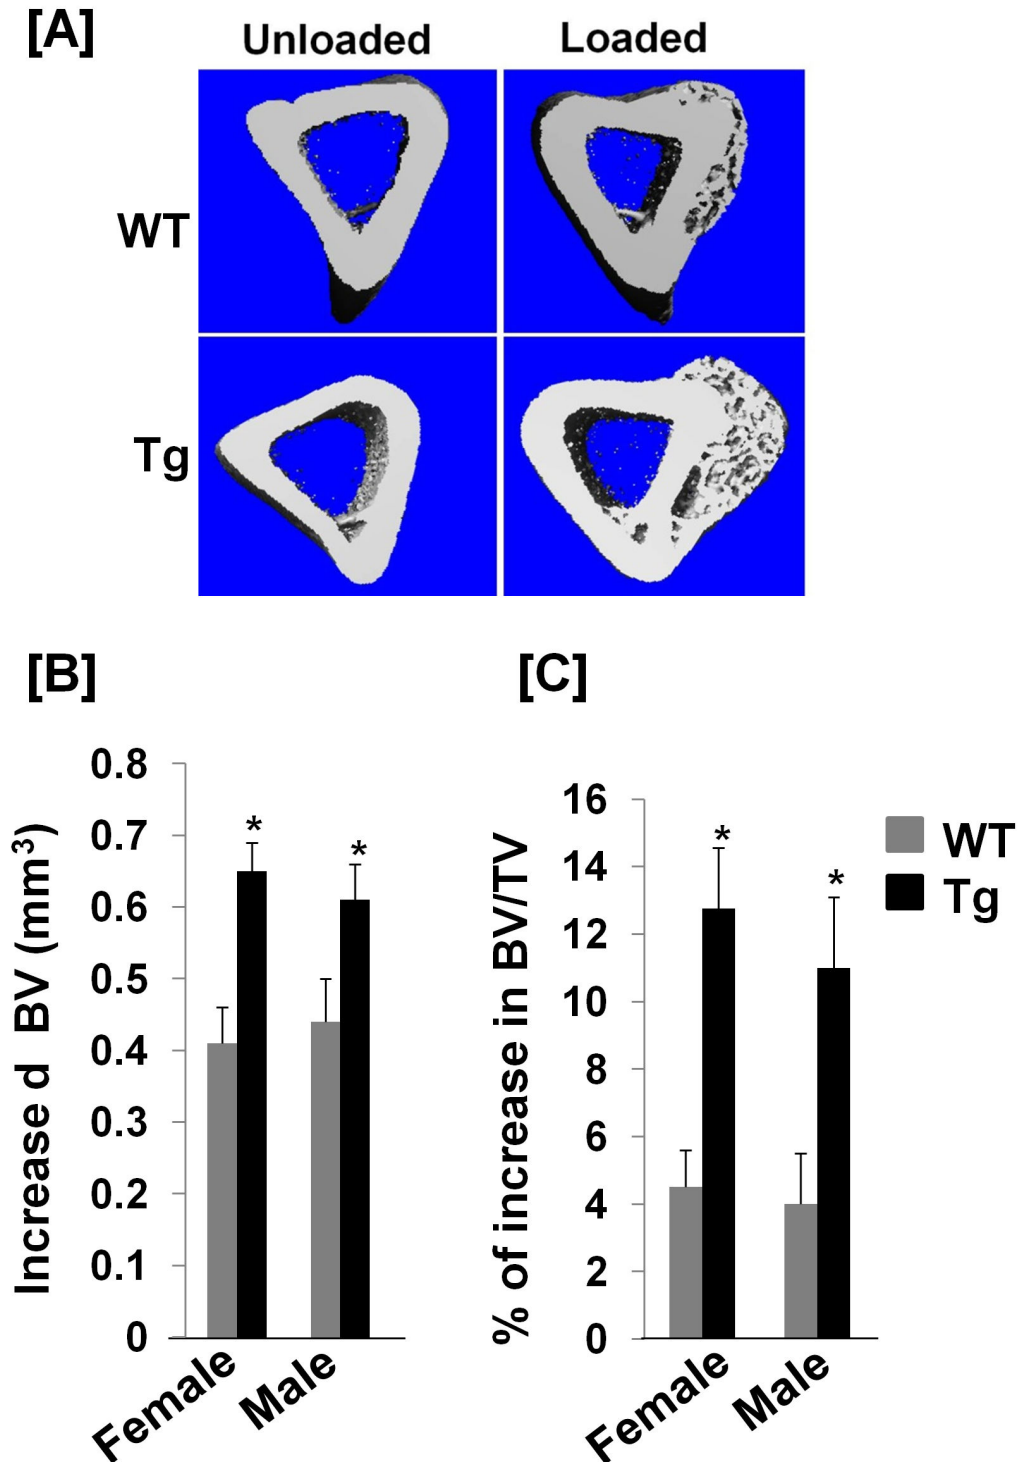 [A]
Unloaded
Loaded
WT
Tg
[B]
[C]
Increase d  BV (mm³)
0.8
0.7
0.6
0.5
0.4
0.3
0.2
0.1
0
*
*
Female
Male
% of increase in BV/TV
16
14
12
10
8
6
4
2
0
*
*
Female
Male
WT
Tg